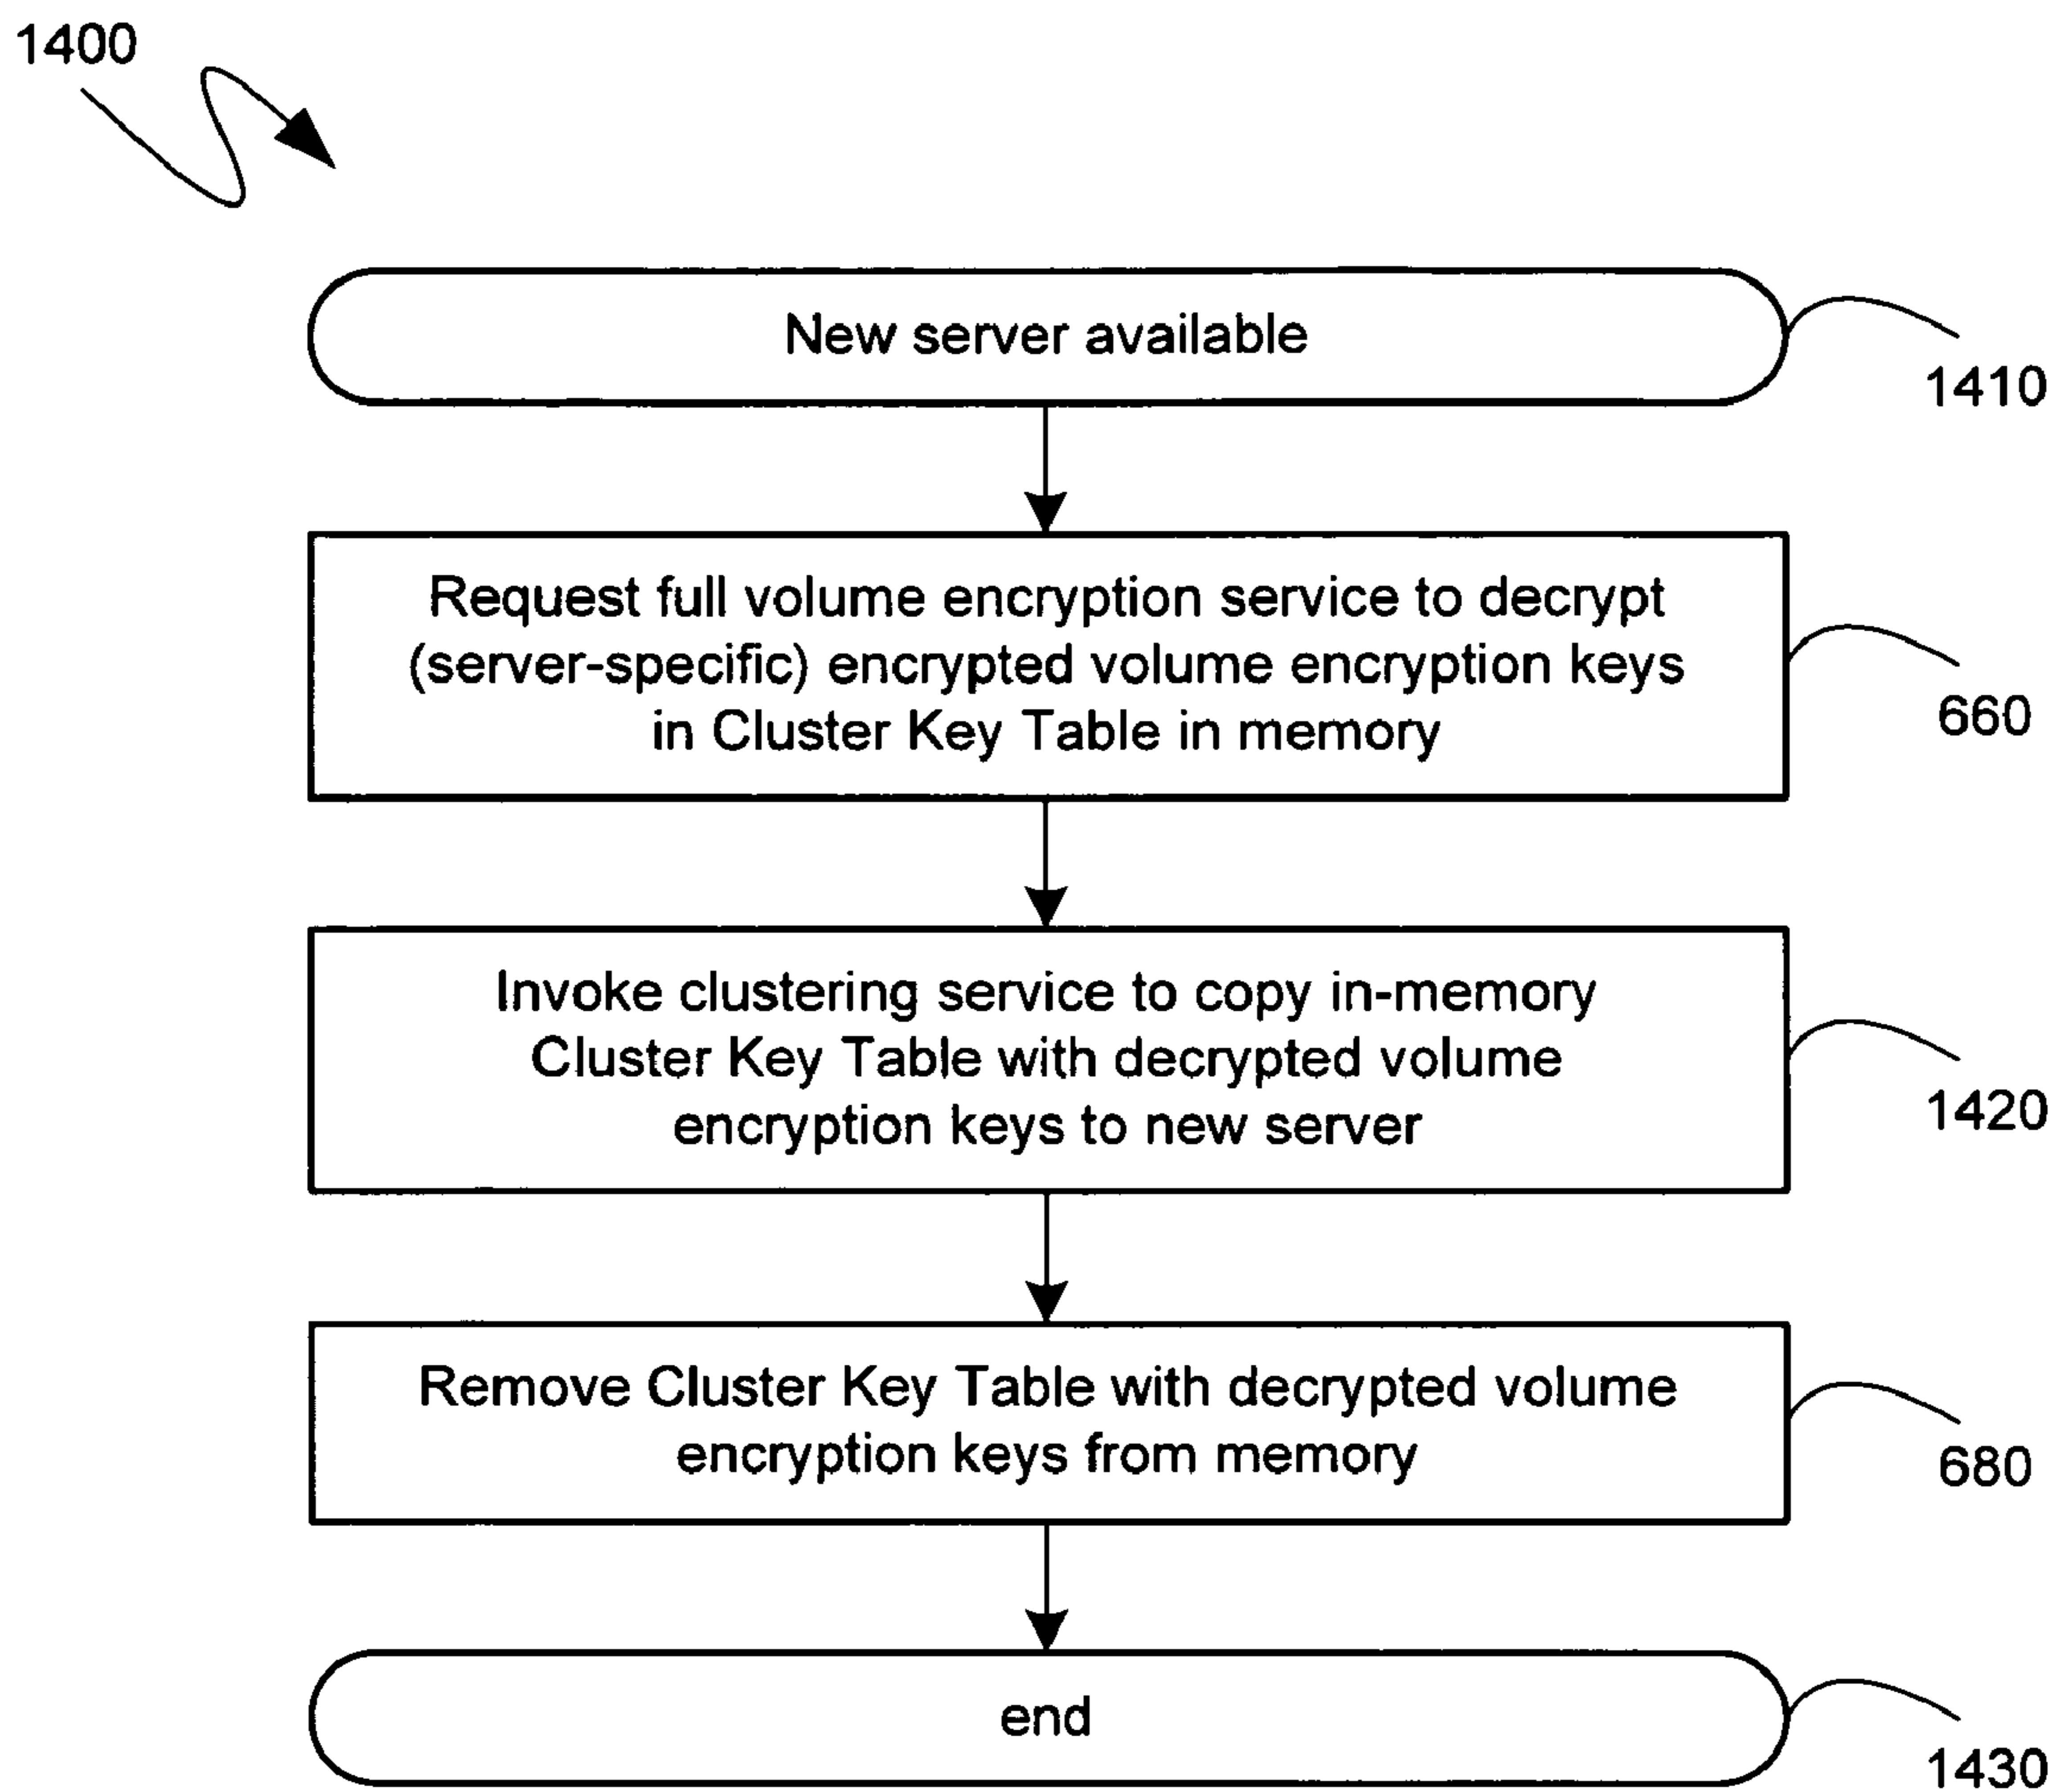 1400
New server available
1410
Request full volume encryption service to decrypt
(server-specific) encrypted volume encryption keys
in Cluster Key Table in memory
660
Invoke clustering service to copy in-memory
Cluster Key Table with decrypted volume
encryption keys to new server
1420
Remove Cluster Key Table with decrypted volume
encryption keys from memory
680
end
1430